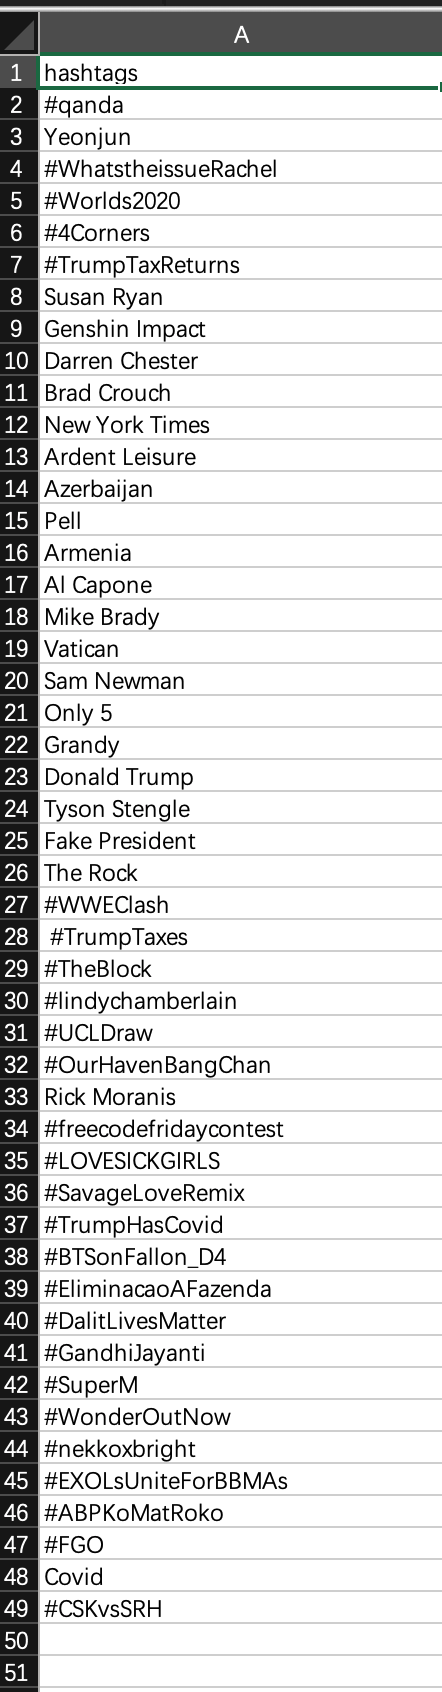 A
1 hashtags
2 #qanda
3 Yeonjun
4 #WhatstheissueRachel
5 #Worlds2020
6 #4Corners
7 #TrumpTaxReturns
8 Susan Ryan
9 Genshin Impact
10 Darren Chester
11 Brad Crouch
12 New York Times
13 Ardent Leisure
14 Azerbaijan
15 Pell
16 Armenia
17 Al Capone
18 Mike Brady
19 Vatican
20 Sam Newman
21 Only 5
22 Grandy
23 Donald Trump
24 Tyson Stengle
25 Fake President
26 The Rock
27 #WWEClash
28 #TrumpTaxes
29 #TheBlock
30 #lindychamberlain
31 #UCLDraw
32 #OurHavenBangChan
33 Rick Moranis
34 #freecodefridaycontest
35 #LOVESICKGIRLS
36 #SavageLoveRemix
37 #TrumpHasCovid
38 #BTSonFallon_D4
39 #EliminacaoAFazenda
40 #DalitLivesMatter
41 #GandhiJayanti
42 #SuperM
43 #WonderOutNow
44 #nekkoxbright
45 #EXOLsUniteForBBMAs
46 #ABPKoMatRoko
47 #FGO
48 Covid
49 #CSKvsSRH
50
51